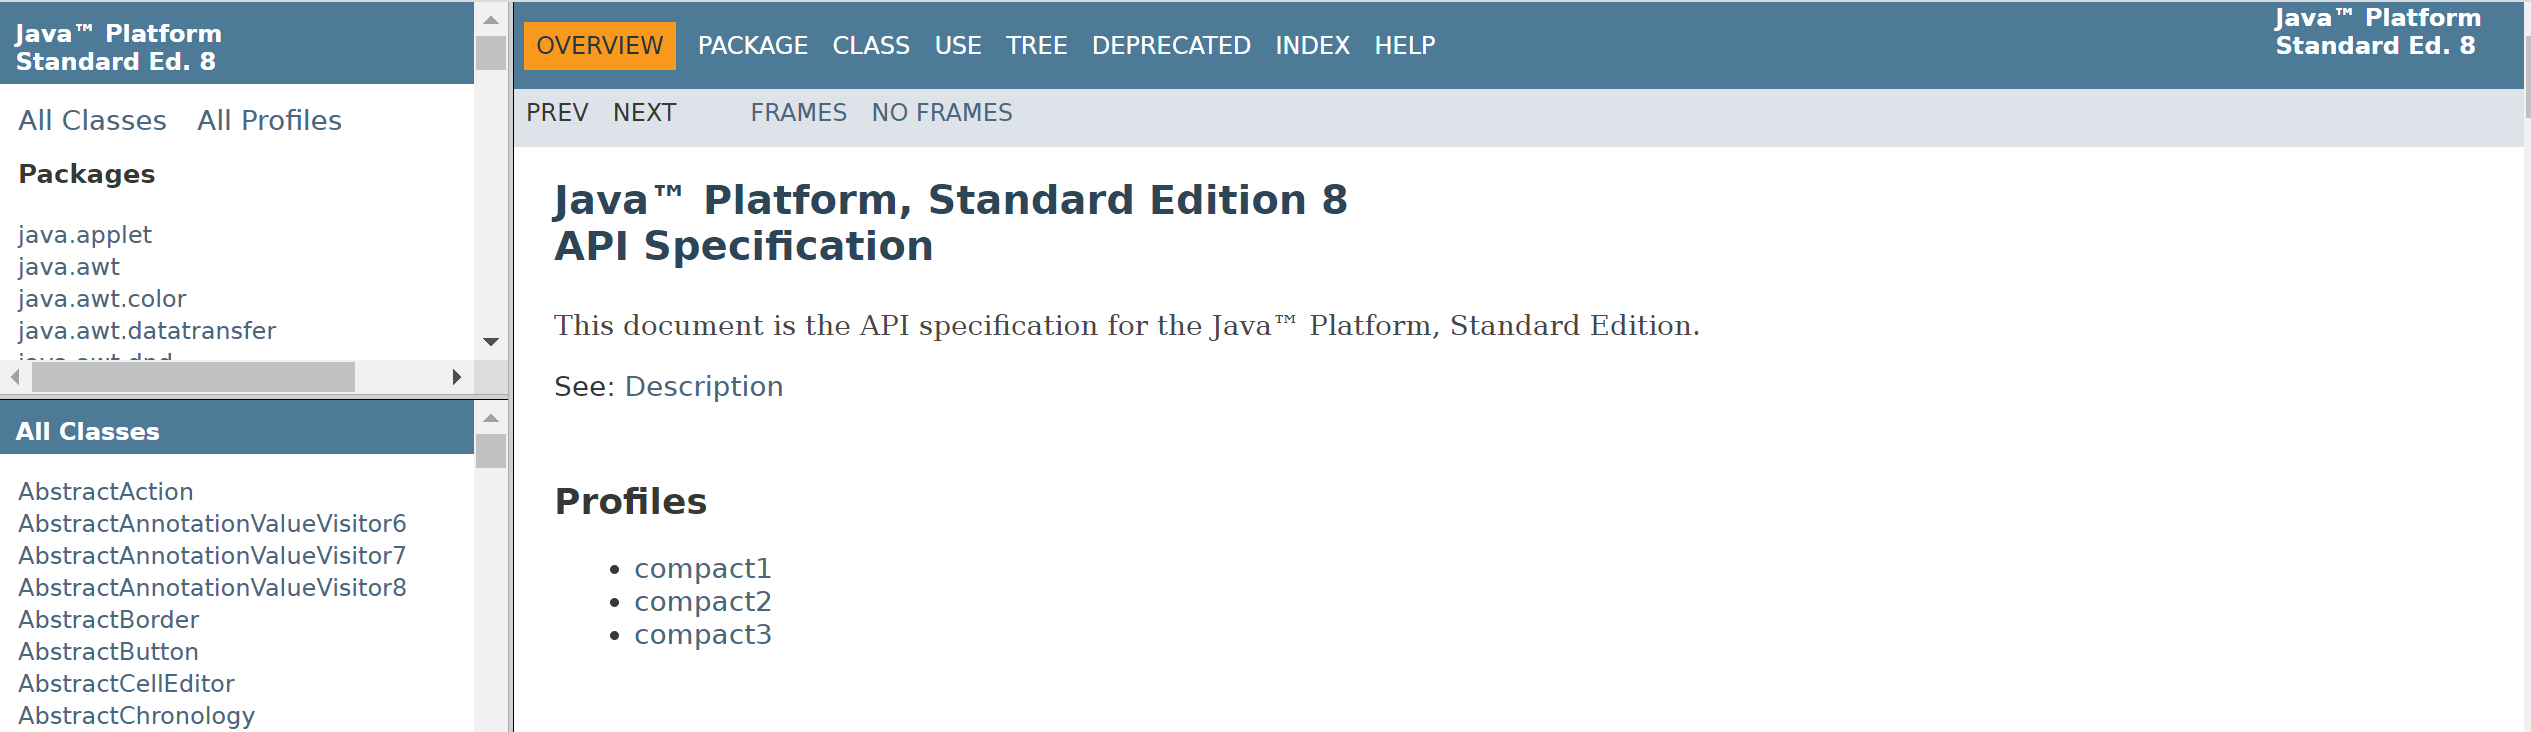 Java™ Platform
Standard Ed. 8
All Classes All Profiles
Packages
java.applet
java.awt
java.awt.color
java.awt.datatransfer
java.awt.dnd
All Classes
AbstractAction
AbstractAnnotationValueVisitor6
AbstractAnnotationValueVisitor7
AbstractAnnotationValueVisitor8
AbstractBorder
AbstractButton
AbstractCellEditor
AbstractChronology
OVERVIEW PACKAGE CLASS USE TREE DEPRECATED INDEX HELP
Java™ Platform
Standard Ed. 8
PREV NEXT FRAMES NO FRAMES
Java™ Platform, Standard Edition 8
API Specification
This document is the API specification for the Java™ Platform, Standard Edition.
See: Description
Profiles
• compact1
• compact2
• compact3